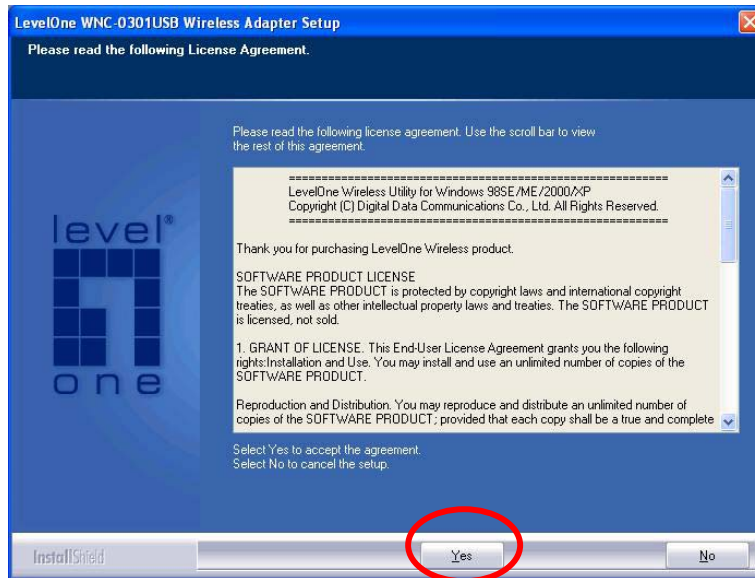 LevelOne WNC-0301USB Wireless Adapter Setup
Please read the following License Agreement.
Please read the following license agreement. Use the scroll bar to view
the rest of this agreement.
============================================================
LevelOne Wireless Utility for Windows 98SE/ME/2000/XP
Copyright (C) Digital Data Communications Co., Ltd. All Rights Reserved.
============================================================
Thank you for purchasing LevelOne Wireless product.
SOFTWARE PRODUCT LICENSE
The SOFTWARE PRODUCT is protected by copyright laws and international copyright
treaties, as well as other intellectual property laws and treaties. The SOFTWARE PRODUCT
is licensed, not sold.
1. GRANT OF LICENSE. This End-User License Agreement grants you the following
rights:Installation and Use. You may install and use an unlimited number of copies of the
SOFTWARE PRODUCT.
Reproduction and Distribution. You may reproduce and distribute an unlimited number of
copies of the SOFTWARE PRODUCT; provided that each copy shall be a true and complete
level®
one
Select Yes to accept the agreement.
Select No to cancel the setup.
InstallShield
Yes
No